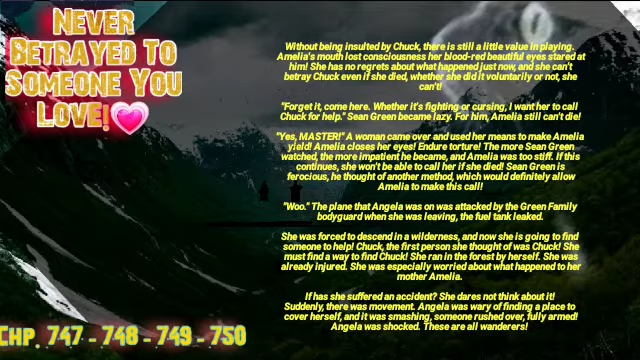 NEVER
BETRAYED TO
SOMEONE YOU
LOVE!
Without being insulted by Chuck, there is still a little value in playing.
Amelia's mouth lost consciousness her blood-red beautiful eyes stared at
him! She has no regrets about what happened just now, and she can't
betray Chuck even if she died, whether she did it voluntarily or not, she
can't!
"Forget it, come here. Whether it's fighting or cursing, I want her to call
Chuck for help." Sean Green became lazy. For him, Amelia still can't die!
"Yes, MASTER!" A woman came over and used her means to make Amelia
yield! Amelia closes her eyes! Endure torture! The more Sean Green
watched, the more impatient he became, and Amelia was too stiff. If this
continues, she won't be able to call her if she died! Sean Green is
ferocious, he thought of another method, which would definitely allow
Amelia to make this call!
"Woo." The plane that Angela was on was attacked by the Green Family
bodyguard when she was leaving, the fuel tank leaked.
She was forced to descend in a wilderness, and now she is going to find
someone to help! Chuck, the first person she thought of was Chuck! She
must find a way to find Chuck! She ran in the forest by herself. She was
already injured. She was especially worried about what happened to her
mother Amelia.
If has she suffered an accident? She dares not think about it!
Suddenly, there was movement. Angela was wary of finding a place to
cover herself, and it was smashing, someone rushed over, fully armed!
Angela was shocked. These are all wanderers!
CHP. 747 - 748 - 749 - 750